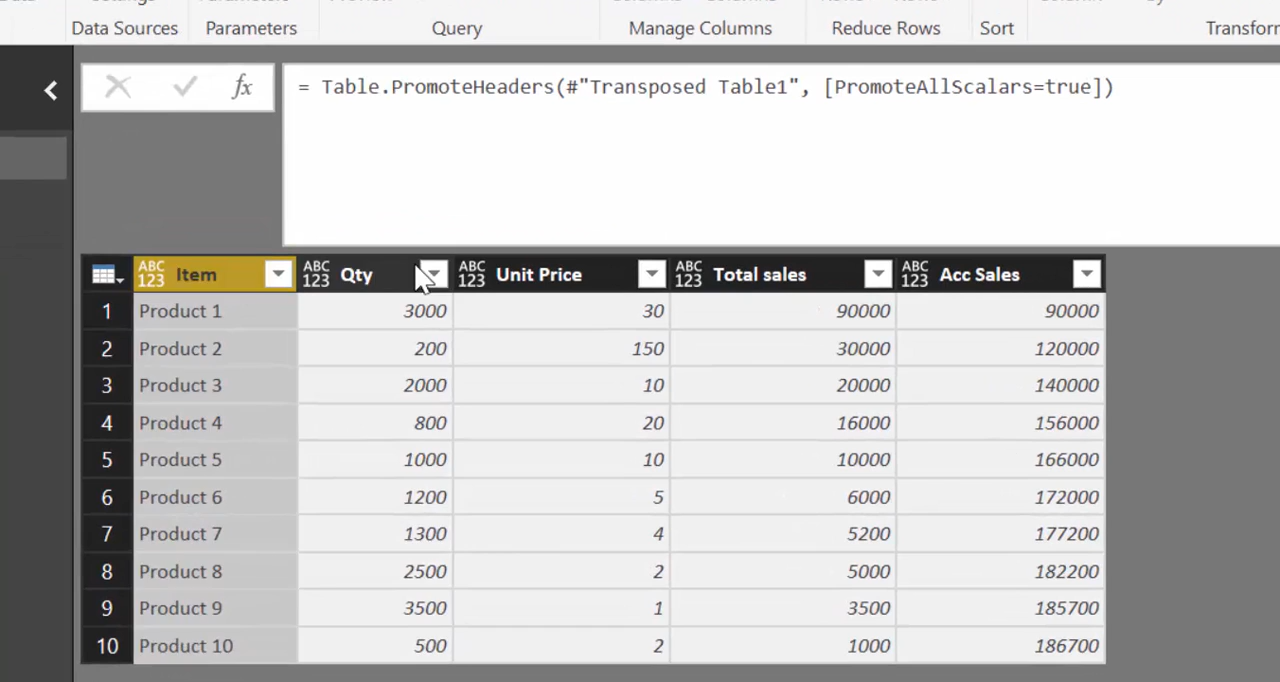 Data Sources Parameters Query Manage Columns Reduce Rows Sort
fx = Table.PromoteHeaders(#"Transposed Table1", [PromoteAllScalars=true])
ABC 123 Item ABC 123 Qty ABC 123 Unit Price ABC 123 Total sales ABC 123 Acc Sales
1 Product 1 3000 30 90000 90000
2 Product 2 200 150 30000 120000
3 Product 3 2000 10 20000 140000
4 Product 4 800 20 16000 156000
5 Product 5 1000 10 10000 166000
6 Product 6 1200 5 6000 172000
7 Product 7 1300 4 5200 177200
8 Product 8 2500 2 5000 182200
9 Product 9 3500 1 3500 185700
10 Product 10 500 2 1000 186700